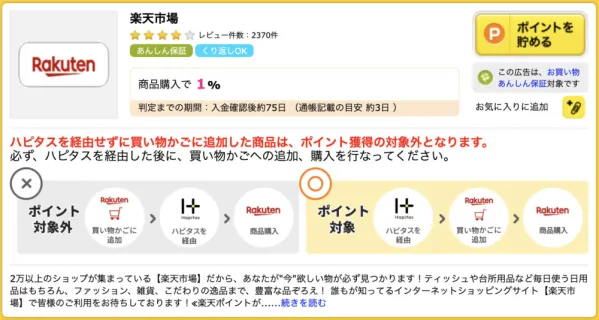 楽天市場
レビュー件数：2370件
あんしん保証 くり返しOK
Rakuten
商品購入で 1%
判定までの期間：入金確認後約75日 （通帳記載の目安 約3日 ）
P ポイントを
貯める
この広告は、お買い物
あんしん保証対象です
お気に入りに追加
ハピタスを経由せずに買い物かごに追加した商品は、ポイント獲得の対象外となります。
必ず、ハピタスを経由した後に、買い物かごへの追加、購入を行なってください。
ポイント
対象外
Rakuten
買い物かごに
追加
Hapitas
ハピタスを
経由
Rakuten
商品購入
ポイント
対象
Hapitas
ハピタスを
経由
Rakuten
買い物かごに
追加
Rakuten
商品購入
2万以上のショップが集まっている【楽天市場】だから、あなたが"今"欲しい物が必ず見つかります！ティッシュや台所用品など毎日使う日用
品はもちろん、ファッション、雑貨、こだわりの逸品まで、豊富な品ぞろえ！ 誰もが知ってるインターネットショッピングサイト【楽天市
場】で皆様のご利用をお待ちしております！≪楽天ポイントが……続きを読む